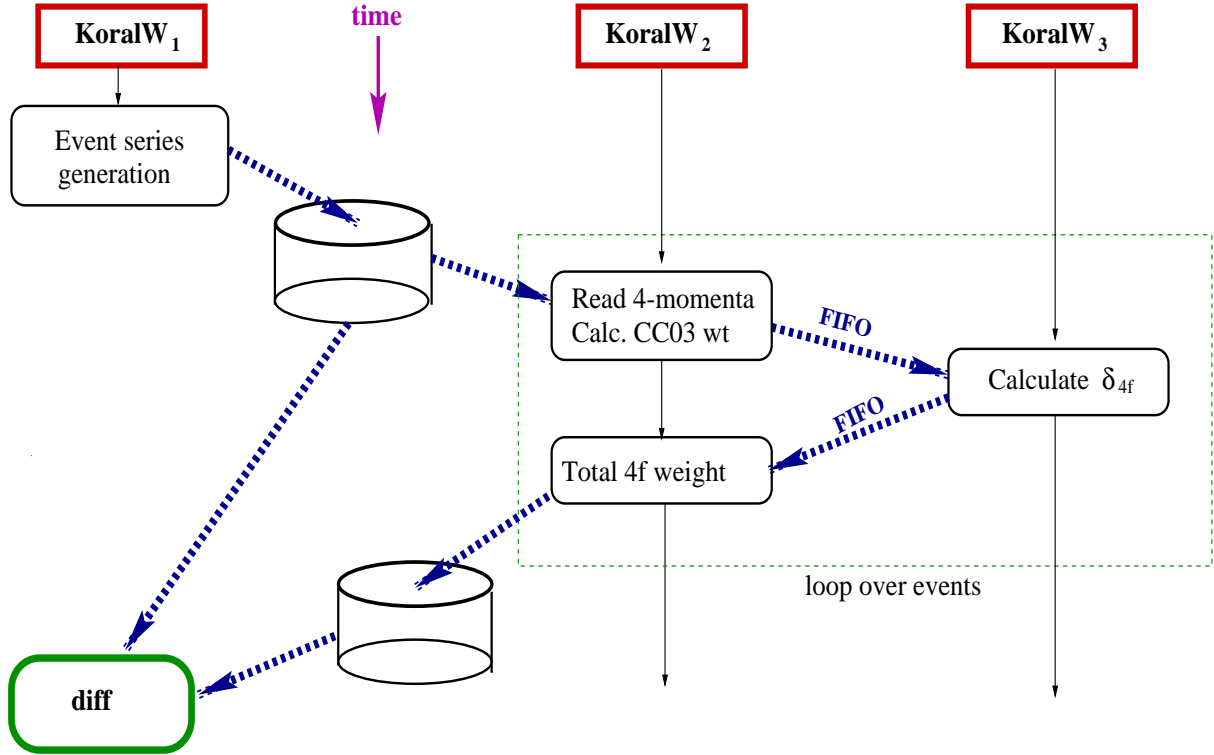 KoralW₁
time
KoralW₂
KoralW₃
Event series
generation
Read 4-momenta
Calc. CC03 wt
FIFO
Calculate δ₄f
FIFO
Total 4f weight
loop over events
diff